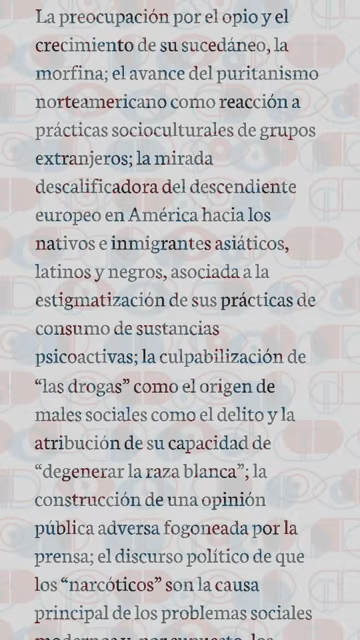 La preocupación por el opio y el
crecimiento de su sucedáneo, la
morfina; el avance del puritanismo
norteamericano como reacción a
prácticas socioculturales de grupos
extranjeros; la mirada
descalificadora del descendiente
europeo en América hacia los
nativos e inmigrantes asiáticos,
latinos y negros, asociada a la
estigmatización de sus prácticas de
consumo de sustancias
psicoactivas; la culpabilización de
“las drogas” como el origen de
males sociales como el delito y la
atribución de su capacidad de
“degenerar la raza blanca”; la
construcción de una opinión
pública adversa fogoneada por la
prensa; el discurso político de que
los “narcóticos” son la causa
principal de los problemas sociales
modernos y, por supuesto, los